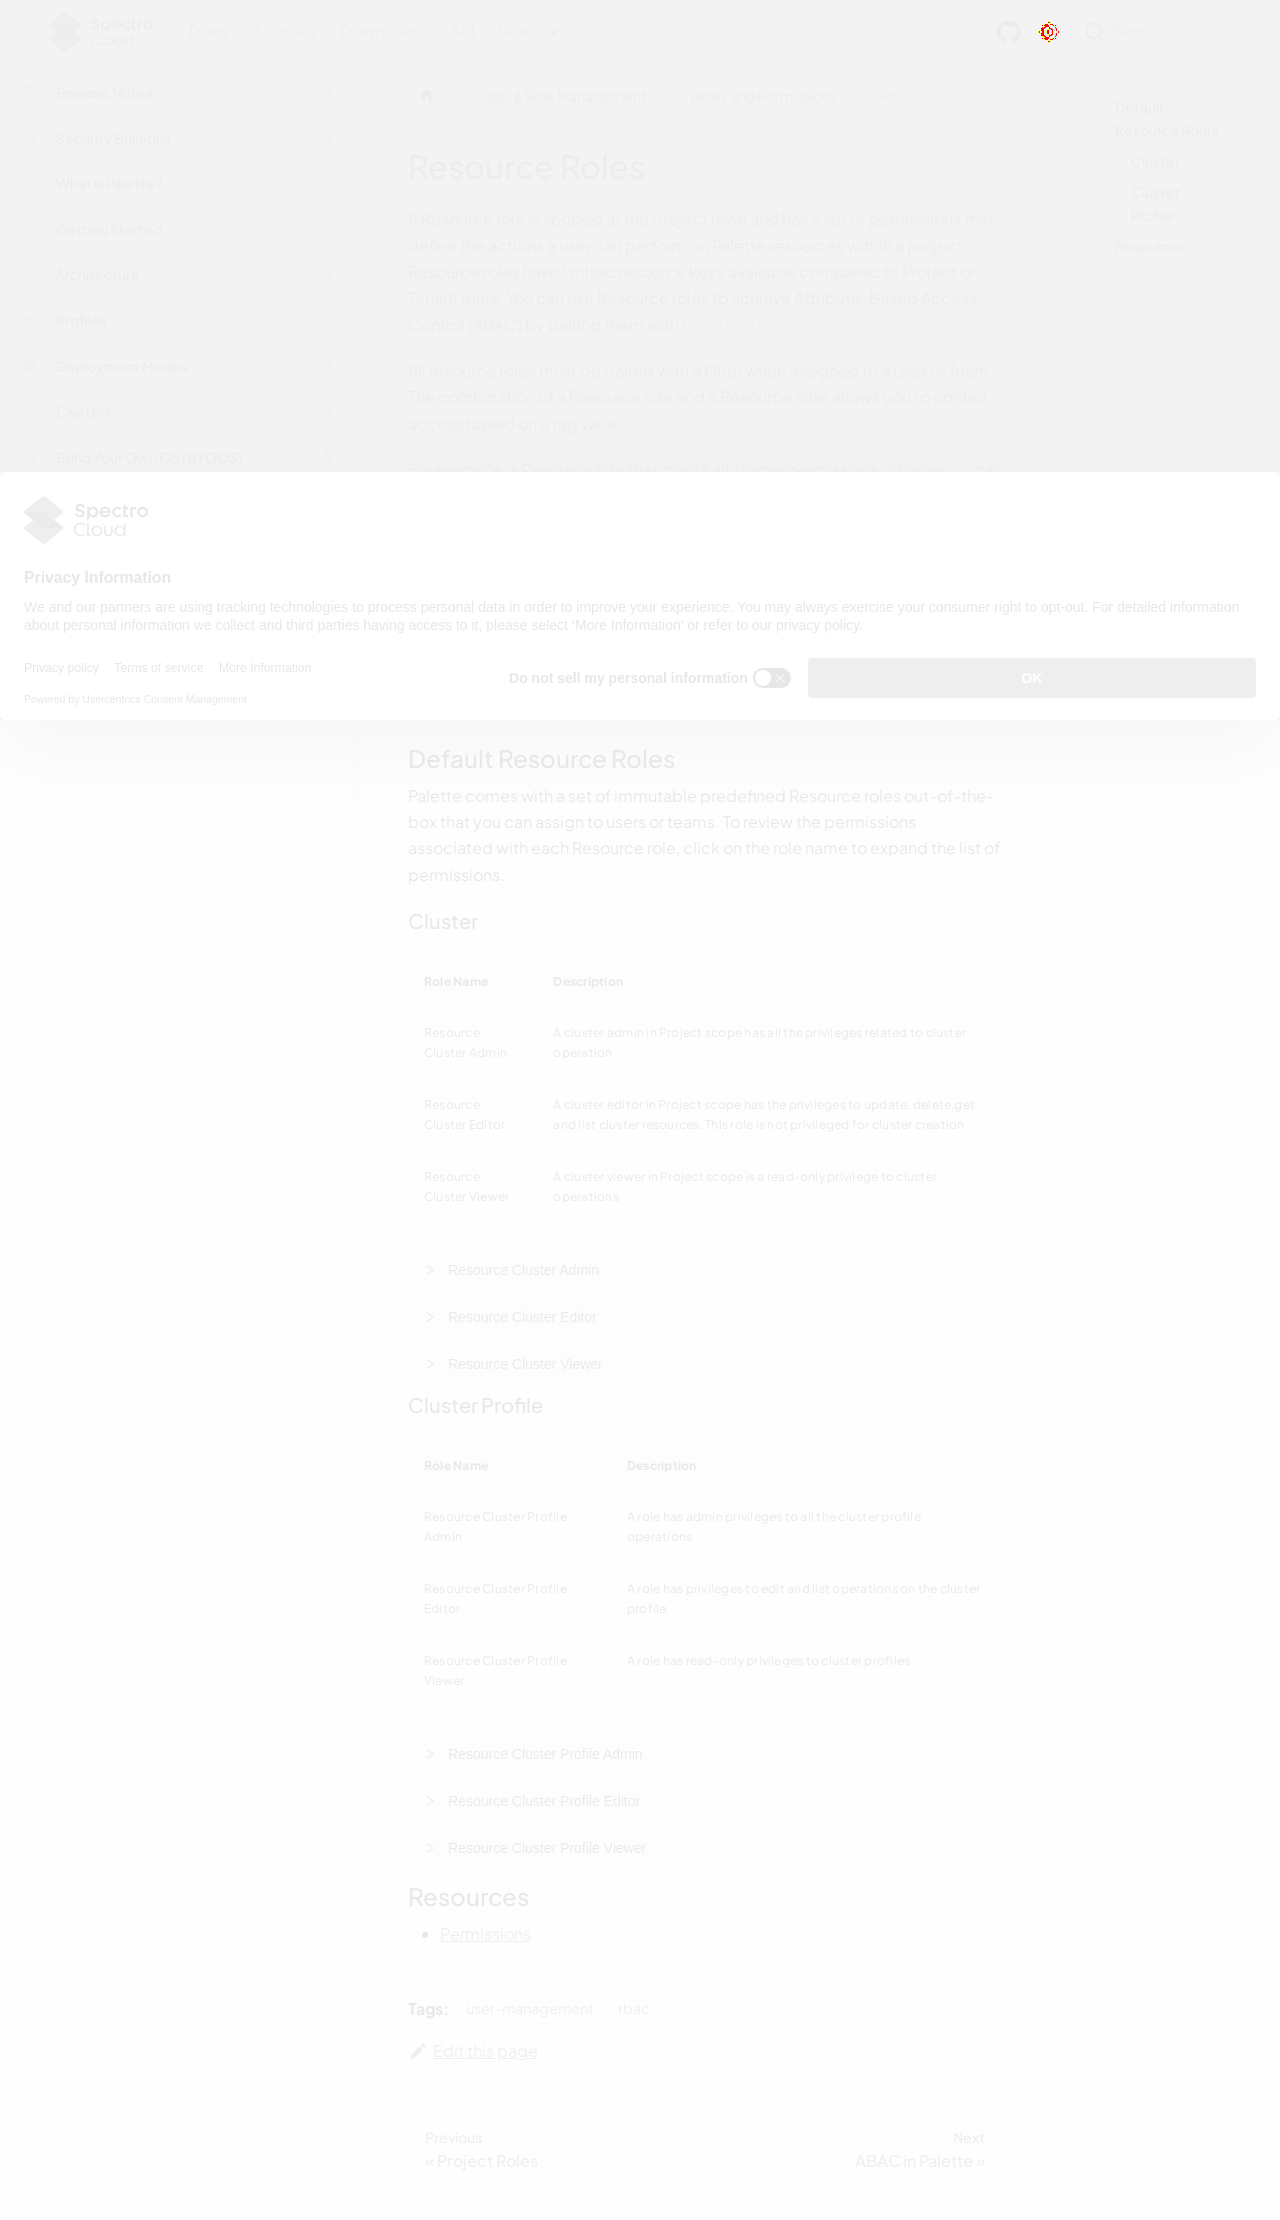 Spectro Cloud Docs Tutorials Downloads API latest Search
Release Notes
Security Bulletins
What is Palette?
Getting Started
Architecture
Profiles
Deployment Modes
Clusters
Bring Your Own OS (BYOOS)
User & Role Management
Roles and Permissions
Resource Roles
Resource Roles
A Resource role is scoped at the project level and has a set of permissions that
define the actions a user can perform on Palette resources within a project.
Resource roles have limited resource keys available compared to Project or
Tenant roles. You can use Resource roles to achieve Attribute-Based Access
Control (ABAC) by pairing them with Resource filters.
All resource roles must be paired with a Filter when assigned to a User or Team.
The combination of a Resource role and a Resource filter allows you to control
access based on a tag value.
Default
Resource Roles
Cluster
Cluster
Profile
Resources
Spectro
Cloud
Privacy Information
We and our partners are using tracking technologies to process personal data in order to improve your experience. You may always exercise your consumer right to opt-out. For detailed information
about personal information we collect and third parties having access to it, please select 'More Information' or refer to our privacy policy.
Privacy policy Terms of service More Information
Powered by Usercentrics Consent Management
Do not sell my personal information
OK
Default Resource Roles
Palette comes with a set of immutable predefined Resource roles out-of-the-
box that you can assign to users or teams. To review the permissions
associated with each Resource role, click on the role name to expand the list of
permissions.
Cluster
Role Name Description
Resource
Cluster Admin
A cluster admin in Project scope has all the privileges related to cluster
operation
Resource
Cluster Editor
A cluster editor in Project scope has the privileges to update, delete,get
and list cluster resources. This role is not privileged for cluster creation
Resource
Cluster Viewer
A cluster viewer in Project scope is a read-only privilege to cluster
operations
Resource Cluster Admin
Resource Cluster Editor
Resource Cluster Viewer
Cluster Profile
Role Name Description
Resource Cluster Profile
Admin
A role has admin privileges to all the cluster profile
operations
Resource Cluster Profile
Editor
A role has privileges to edit and list operations on the cluster
profile
Resource Cluster Profile
Viewer
A role has read-only privileges to cluster profiles
Resource Cluster Profile Admin
Resource Cluster Profile Editor
Resource Cluster Profile Viewer
Resources
Permissions
Tags: user-management rbac
Edit this page
Previous
« Project Roles
Next
ABAC in Palette »